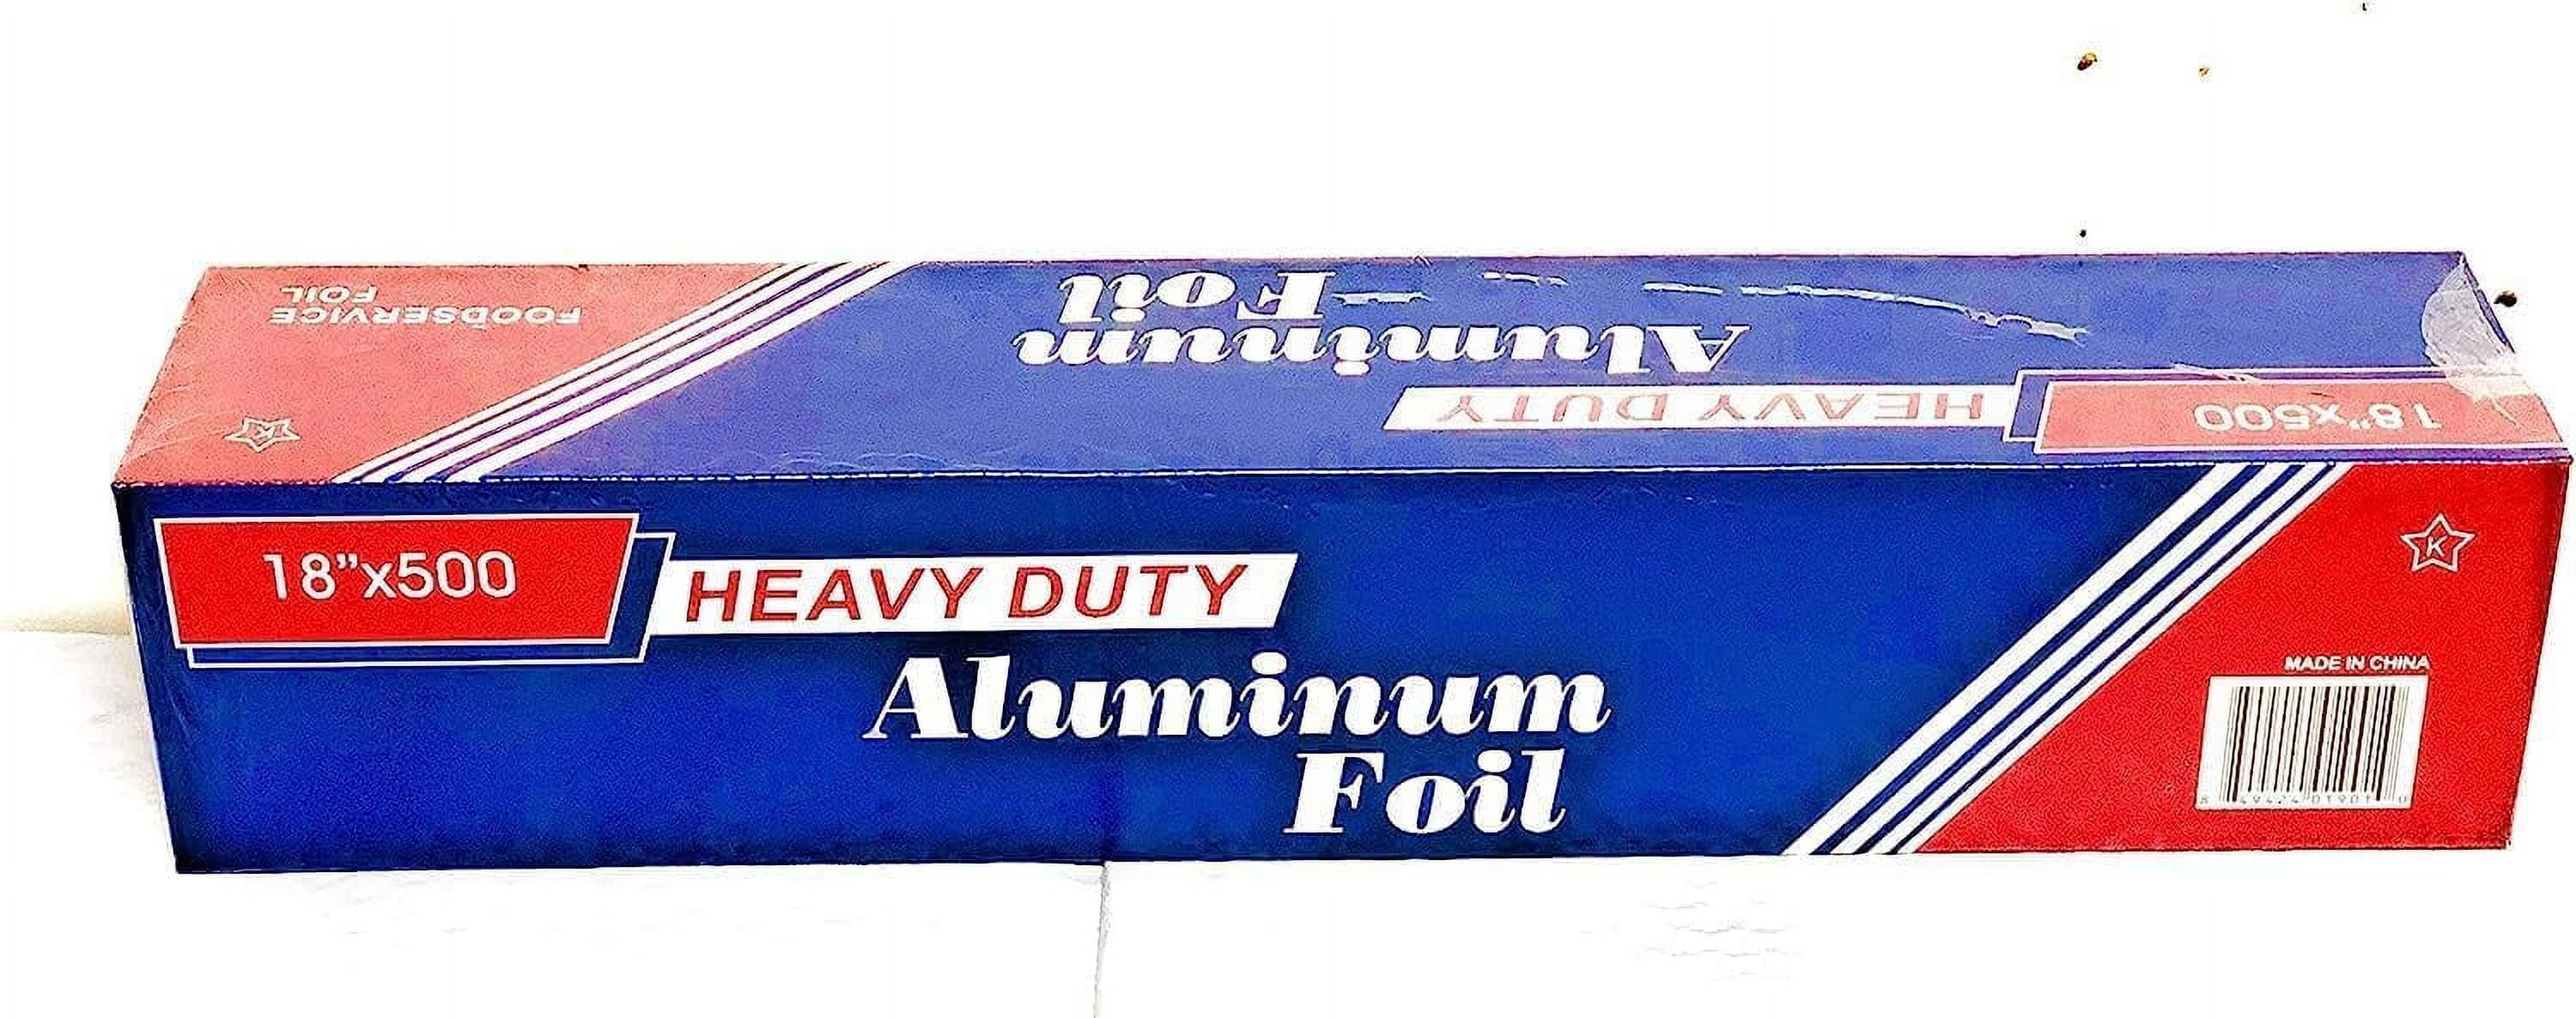 FOODSERVICE
FOIL
K
Aluminum
Foil
HEAVY DUTY
18”x500
18”x500
HEAVY DUTY
Aluminum
Foil
K
MADE IN CHINA